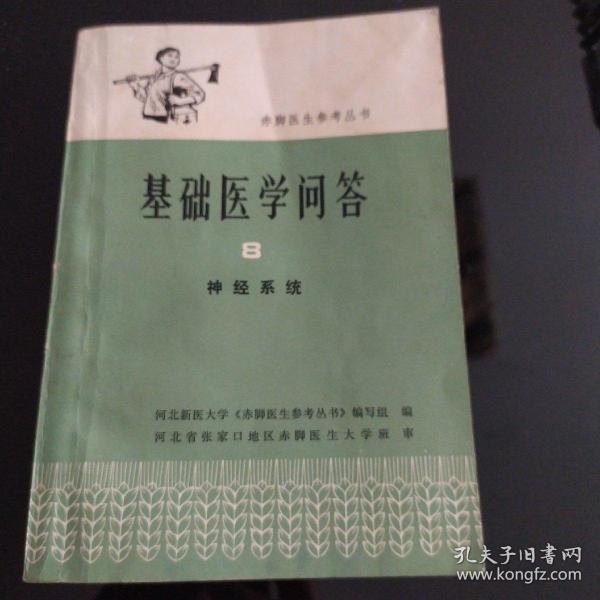 赤脚医生参考丛书
基础医学问答
8
神经系统
河北新医大学《赤脚医生参考丛书》编写组 编
河北省张家口地区赤脚医生大学班 审
孔夫子旧书网
www.kongfz.com